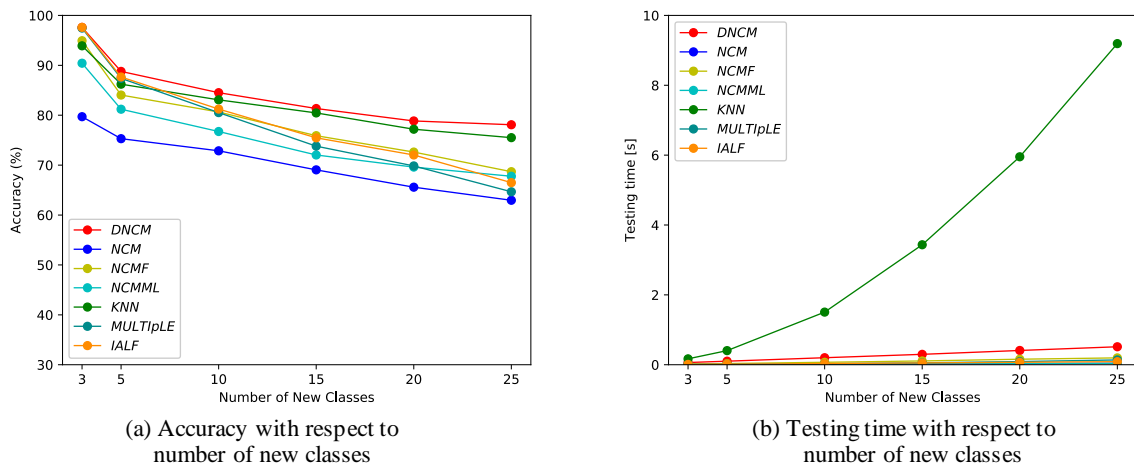 100
90
80
70
60
50
40
30
Accuracy (%)
DNCM
NCM
NCMF
NCMML
KNN
MULTIpLE
IALF
3 5 10 15 20 25
Number of New Classes
(a) Accuracy with respect to
number of new classes
10
8
6
4
2
0
Testing time [s]
DNCM
NCM
NCMF
NCMML
KNN
MULTIpLE
IALF
3 5 10 15 20 25
Number of New Classes
(b) Testing time with respect to
number of new classes